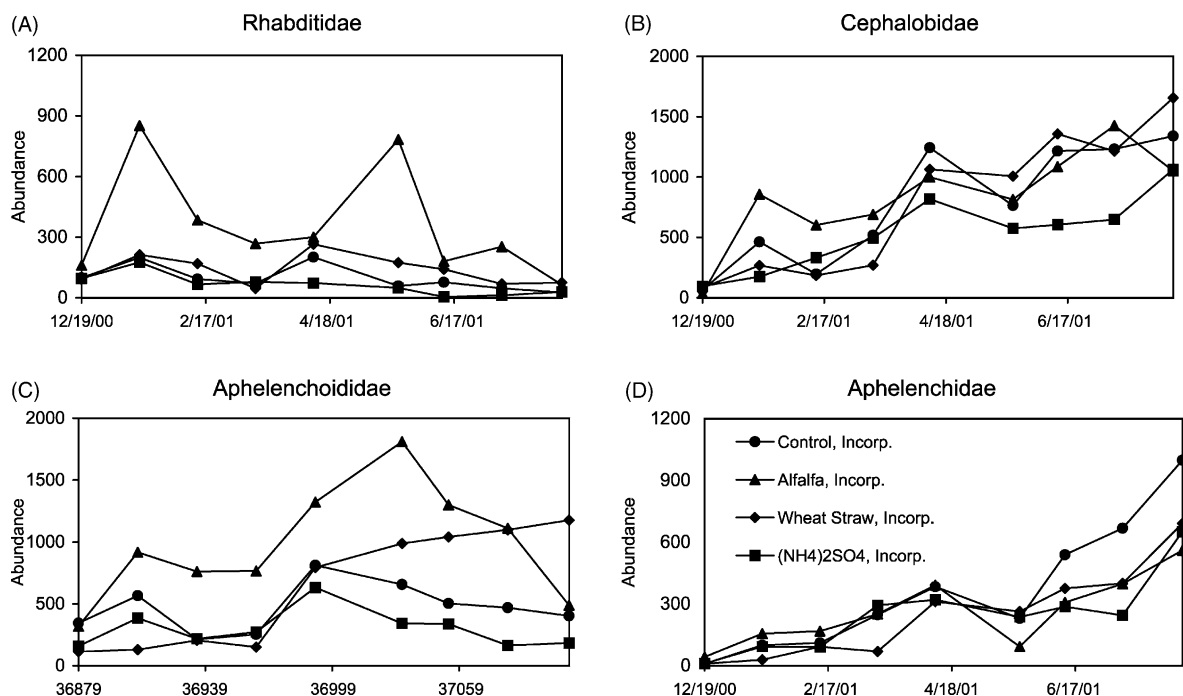 (A) Rhabditidae
1200
900
600
300
0
Abundance
12/19/00 2/17/01 4/18/01 6/17/01
(B) Cephalobidae
2000
1500
1000
500
0
Abundance
12/19/00 2/17/01 4/18/01 6/17/01
(C) Aphelenchoididae
2000
1500
1000
500
0
Abundance
36879 36939 36999 37059
(D) Aphelenchidae
1200
900
600
300
0
Abundance
Control, Incorp.
Alfalfa, Incorp.
Wheat Straw, Incorp.
(NH4)2SO4, Incorp.
12/19/00 2/17/01 4/18/01 6/17/01